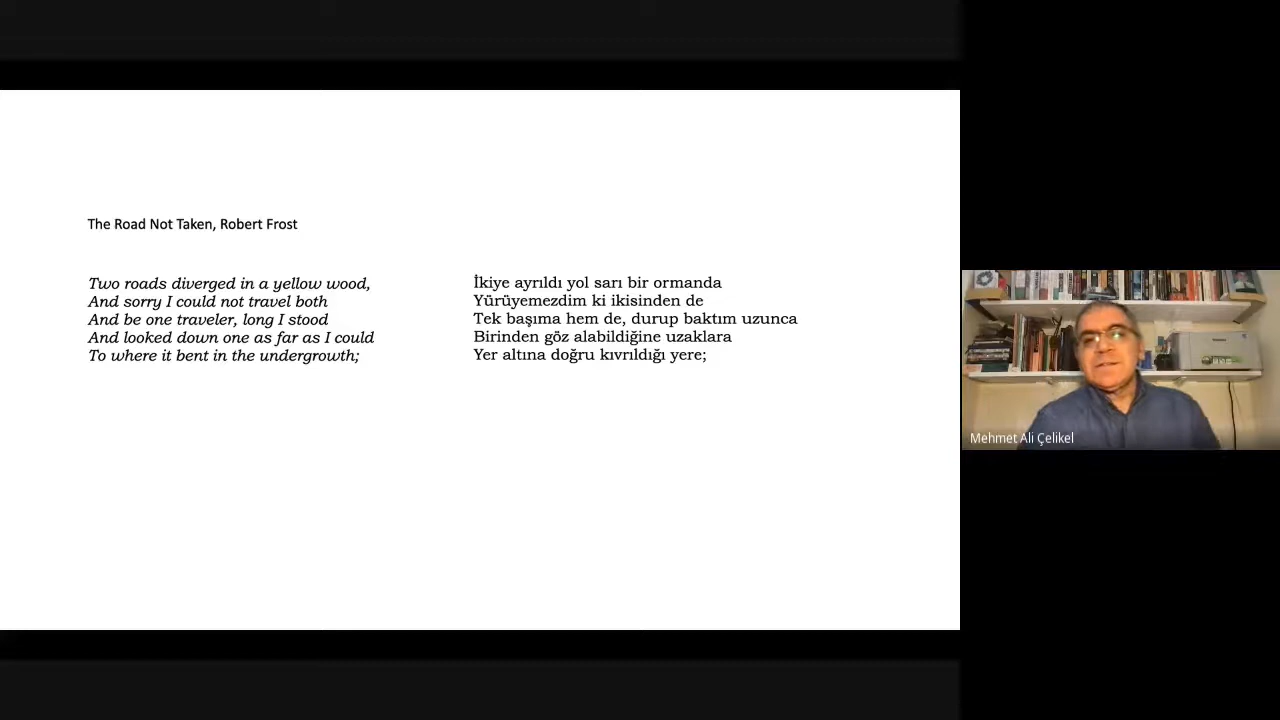 The Road Not Taken, Robert Frost
Two roads diverged in a yellow wood,
And sorry I could not travel both
And be one traveler, long I stood
And looked down one as far as I could
To where it bent in the undergrowth;
İkiye ayrıldı yol sarı bir ormanda
Yürüyemezdim ki ikisinden de
Tek başıma hem de, durup baktım uzunca
Birinden göz alabildiğine uzaklara
Yer altına doğru kıvrıldığı yere;
Mehmet Ali Çelikel